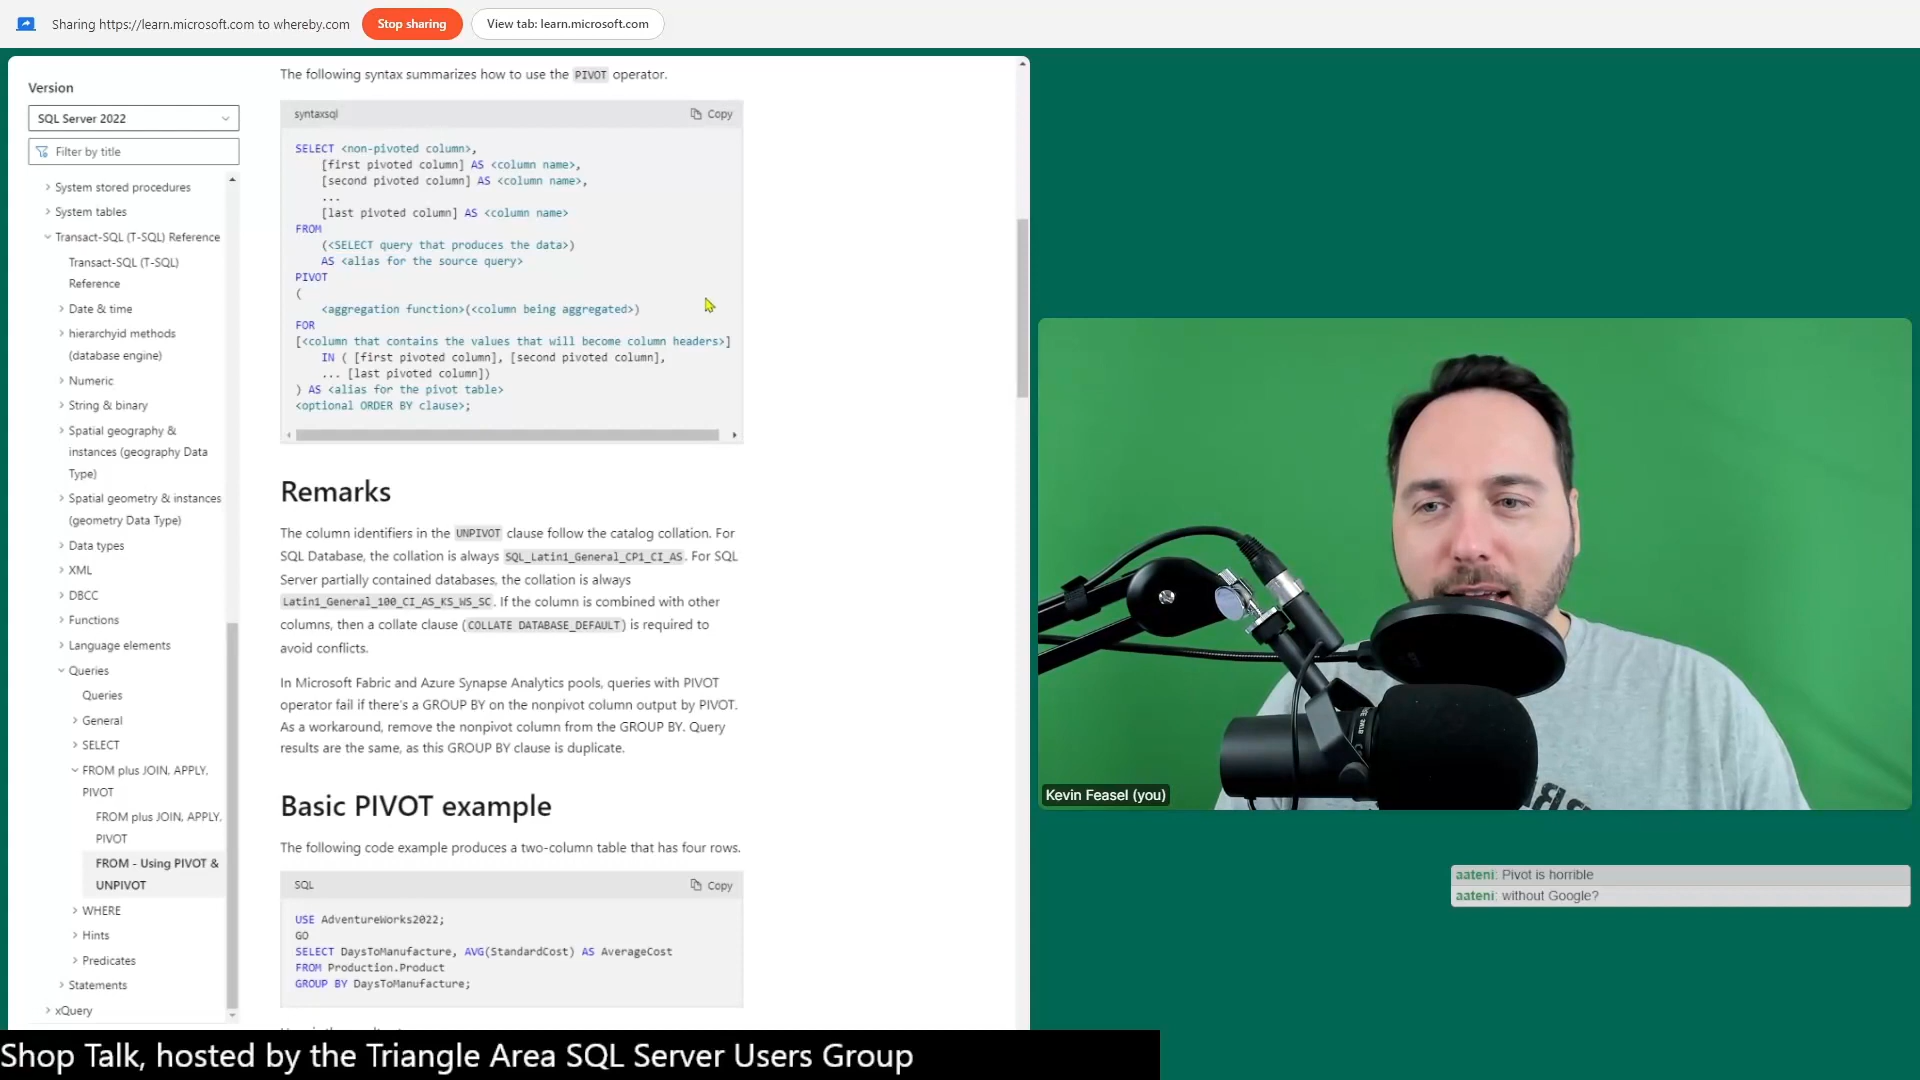 Sharing https://learn.microsoft.com to whereby.com
Stop sharing
View tab: learn.microsoft.com
Version
SQL Server 2022
Filter by title
System stored procedures
System tables
Transact-SQL (T-SQL) Reference
Transact-SQL (T-SQL)
Reference
Date & time
hierarchyid methods
(database engine)
Numeric
String & binary
Spatial geography &
instances (geography Data
Type)
Spatial geometry & instances
(geometry Data Type)
Data types
XML
DBCC
Functions
Language elements
Queries
Queries
General
SELECT
FROM plus JOIN, APPLY,
PIVOT
FROM plus JOIN, APPLY,
PIVOT
FROM - Using PIVOT &
UNPIVOT
WHERE
Hints
Predicates
Statements
xQuery
The following syntax summarizes how to use the PIVOT operator.
syntaxsql
Copy
SELECT <non-pivoted column>,
[first pivoted column] AS <column name>,
[second pivoted column] AS <column name>,
...
[last pivoted column] AS <column name>
FROM
(<SELECT query that produces the data>)
AS <alias for the source query>
PIVOT
(
<aggregation function>(<column being aggregated>)
FOR
[<column that contains the values that will become column headers>]
IN ( [first pivoted column], [second pivoted column],
... [last pivoted column])
) AS <alias for the pivot table>
<optional ORDER BY clause>;
Remarks
The column identifiers in the UNPIVOT clause follow the catalog collation. For
SQL Database, the collation is always SQL_Latin1_General_CP1_CI_AS. For SQL
Server partially contained databases, the collation is always
Latin1_General_100_CI_AS_KS_WS_SC. If the column is combined with other
columns, then a collate clause (COLLATE DATABASE_DEFAULT) is required to
avoid conflicts.
In Microsoft Fabric and Azure Synapse Analytics pools, queries with PIVOT
operator fail if there's a GROUP BY on the nonpivot column output by PIVOT.
As a workaround, remove the nonpivot column from the GROUP BY. Query
results are the same, as this GROUP BY clause is duplicate.
Basic PIVOT example
The following code example produces a two-column table that has four rows.
SQL
Copy
USE AdventureWorks2022;
GO
SELECT DaysToManufacture, AVG(StandardCost) AS AverageCost
FROM Production.Product
GROUP BY DaysToManufacture;
Kevin Feasel (you)
aateni: Pivot is horrible
aateni: without Google?
Shop Talk, hosted by the Triangle Area SQL Server Users Group